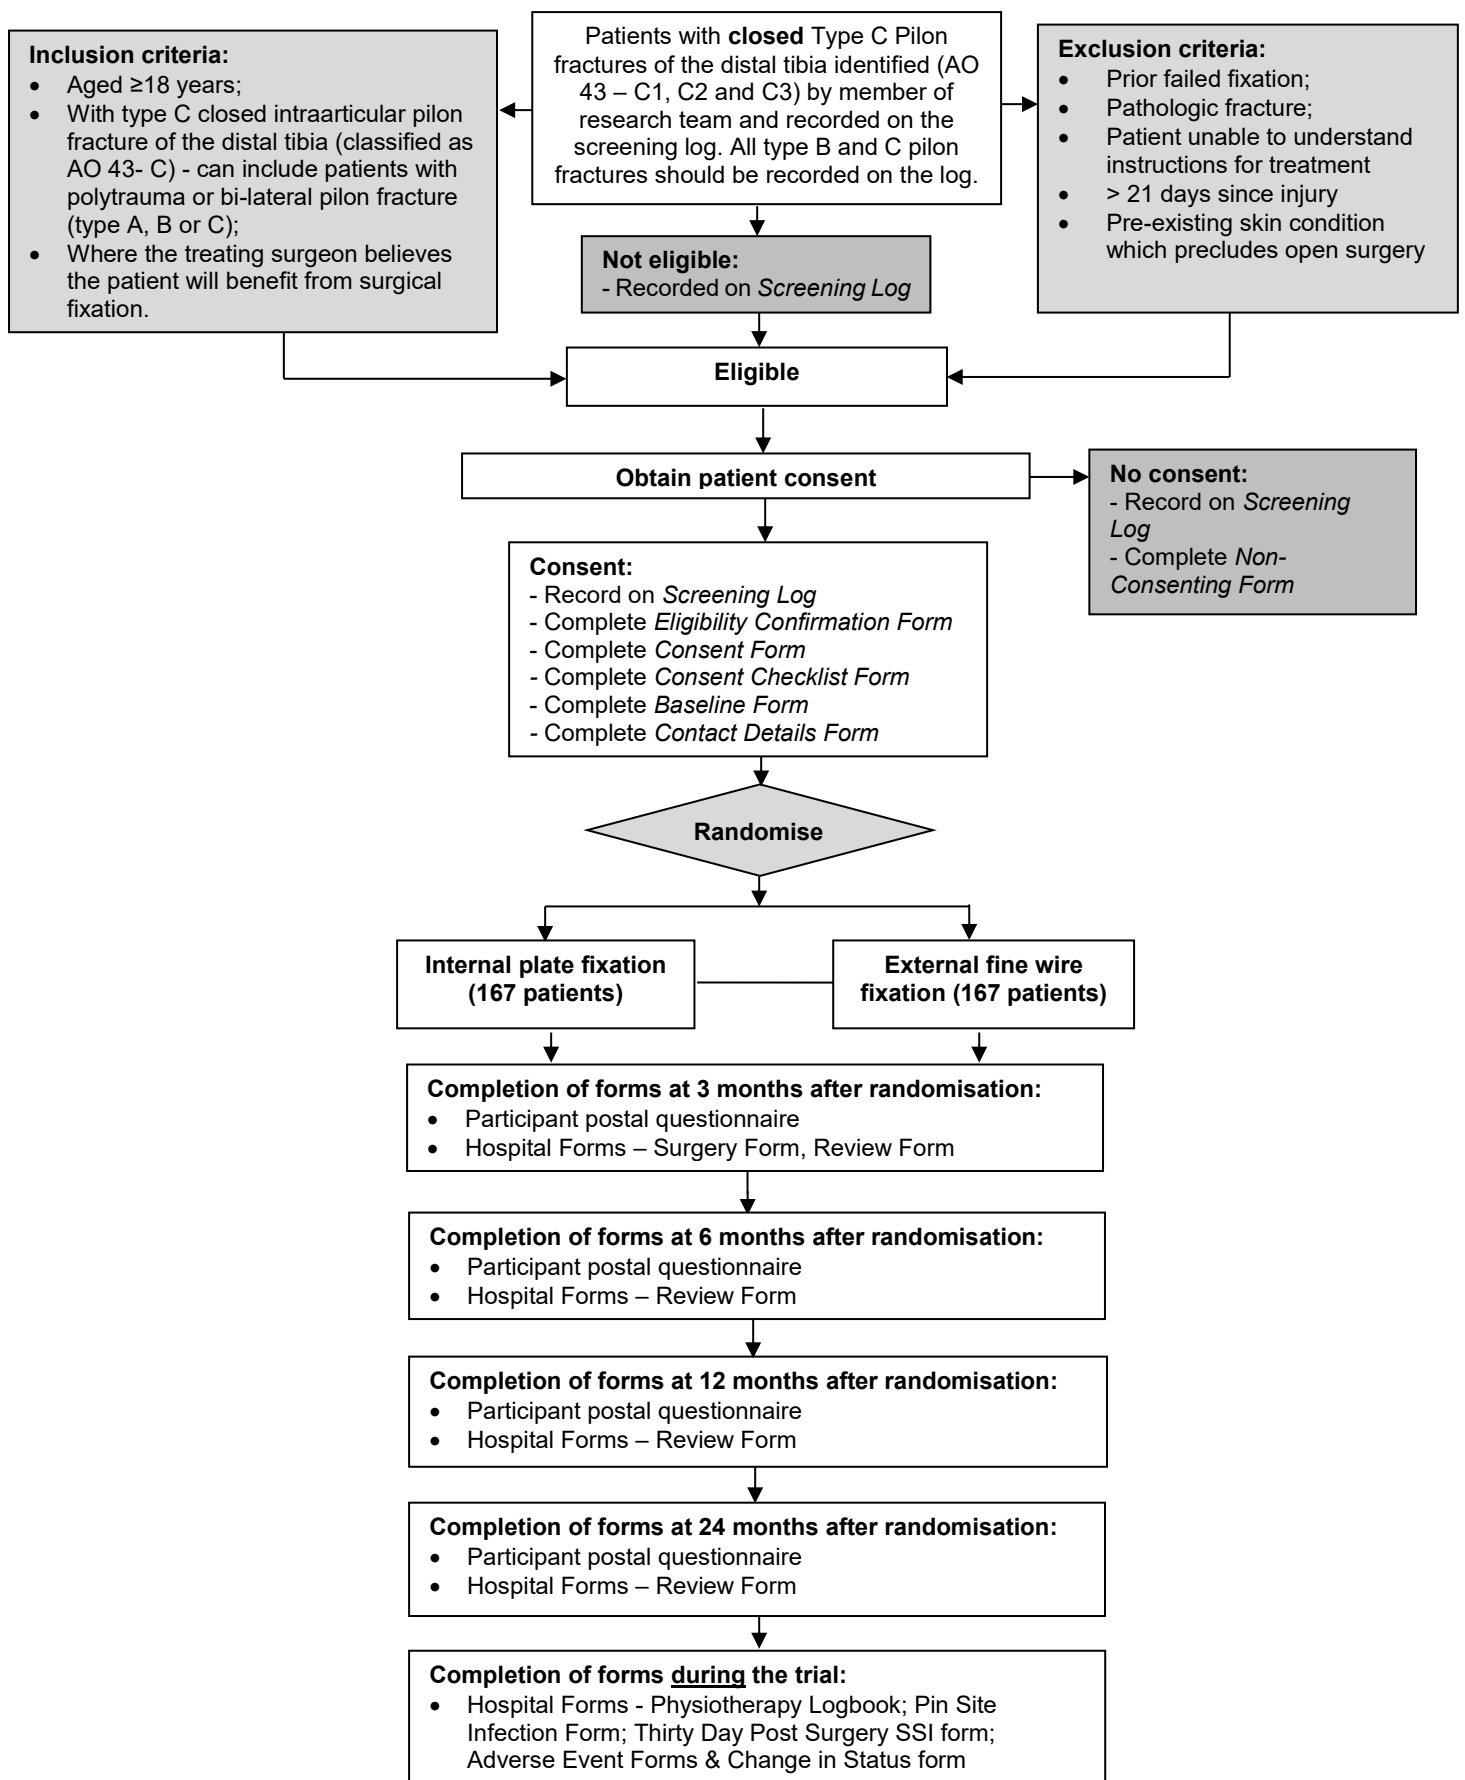 Patients with closed Type C Pilon
fractures of the distal tibia identified (AO
43 – C1, C2 and C3) by member of
research team and recorded on the
screening log. All type B and C pilon
fractures should be recorded on the log.
Inclusion criteria:
• Aged ≥18 years;
• With type C closed intraarticular pilon
fracture of the distal tibia (classified as
AO 43- C) - can include patients with
polytrauma or bi-lateral pilon fracture
(type A, B or C);
• Where the treating surgeon believes
the patient will benefit from surgical
fixation.
Exclusion criteria:
• Prior failed fixation;
• Pathologic fracture;
• Patient unable to understand
instructions for treatment
• > 21 days since injury
• Pre-existing skin condition
which precludes open surgery
Not eligible:
- Recorded on Screening Log
Eligible
Obtain patient consent
No consent:
- Record on Screening
Log
- Complete Non-
Consenting Form
Consent:
- Record on Screening Log
- Complete Eligibility Confirmation Form
- Complete Consent Form
- Complete Consent Checklist Form
- Complete Baseline Form
- Complete Contact Details Form
Randomise
Internal plate fixation
(167 patients)
External fine wire
fixation (167 patients)
Completion of forms at 3 months after randomisation:
• Participant postal questionnaire
• Hospital Forms – Surgery Form, Review Form
Completion of forms at 6 months after randomisation:
• Participant postal questionnaire
• Hospital Forms – Review Form
Completion of forms at 12 months after randomisation:
• Participant postal questionnaire
• Hospital Forms – Review Form
Completion of forms at 24 months after randomisation:
• Participant postal questionnaire
• Hospital Forms – Review Form
Completion of forms during the trial:
• Hospital Forms - Physiotherapy Logbook; Pin Site
Infection Form; Thirty Day Post Surgery SSI form;
Adverse Event Forms & Change in Status form